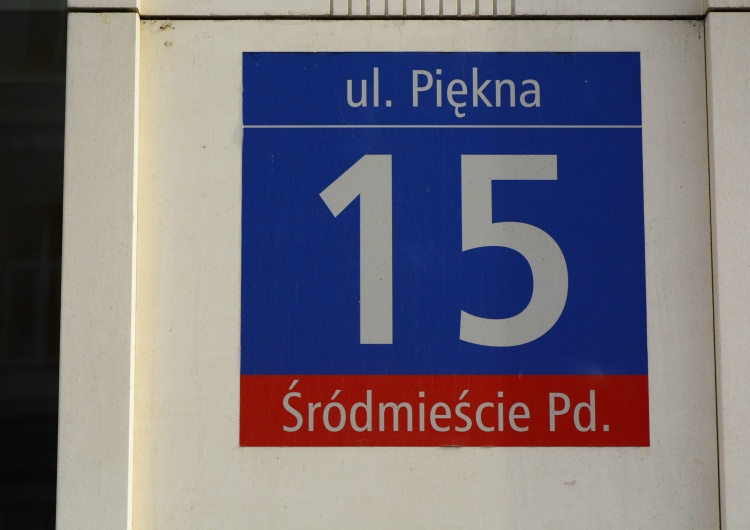 ul. Piękna
15
Śródmieście Pd.